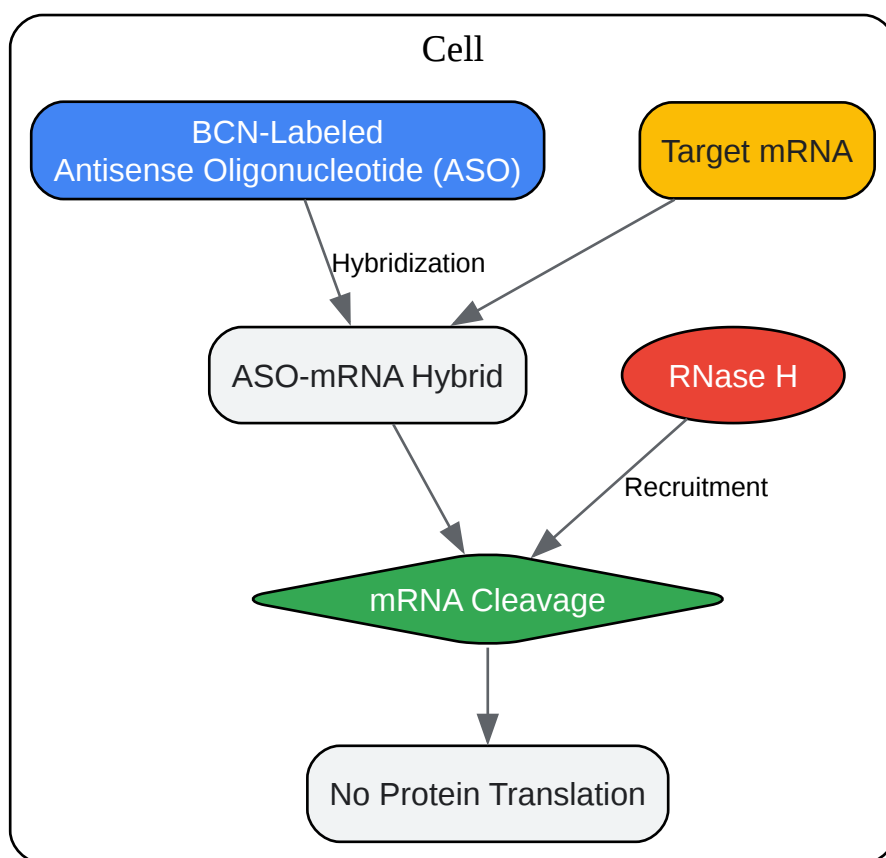 Cell
BCN-Labeled
Antisense Oligonucleotide (ASO)
Target mRNA
Hybridization
ASO-mRNA Hybrid
RNase H
Recruitment
mRNA Cleavage
No Protein Translation